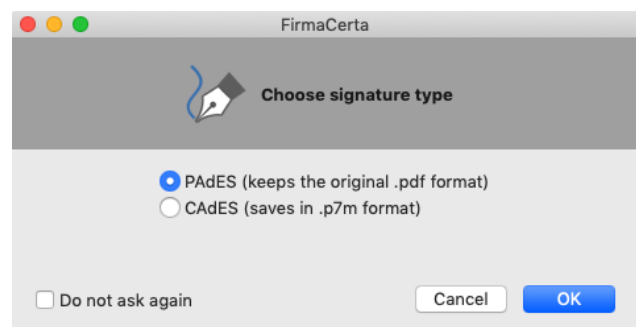 FirmaCerta
Choose signature type
PAdES (keeps the original .pdf format)
CAdES (saves in .p7m format)
Do not ask again
Cancel
OK